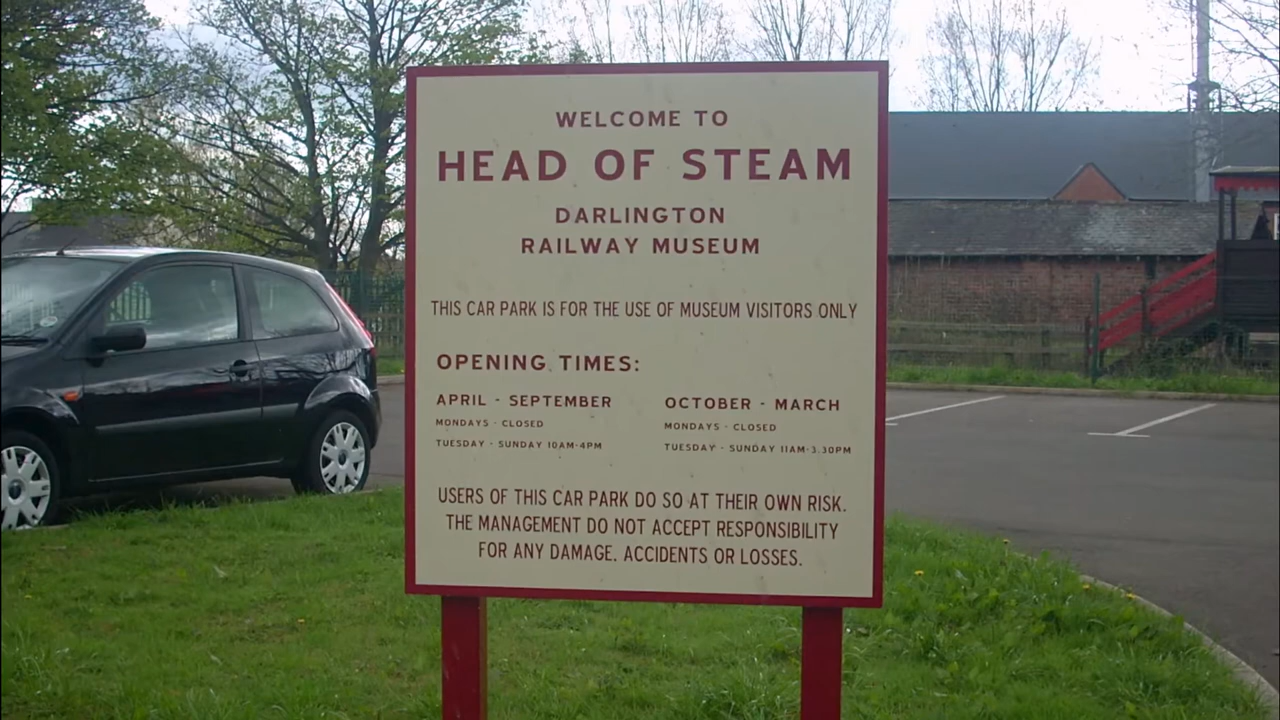 WELCOME TO
HEAD OF STEAM
DARLINGTON
RAILWAY MUSEUM
THIS CAR PARK IS FOR THE USE OF MUSEUM VISITORS ONLY
OPENING TIMES:
APRIL - SEPTEMBER
MONDAYS - CLOSED
TUESDAY - SUNDAY 10AM-4PM
OCTOBER - MARCH
MONDAYS - CLOSED
TUESDAY - SUNDAY 11AM-3.30PM
USERS OF THIS CAR PARK DO SO AT THEIR OWN RISK.
THE MANAGEMENT DO NOT ACCEPT RESPONSIBILITY
FOR ANY DAMAGE. ACCIDENTS OR LOSSES.